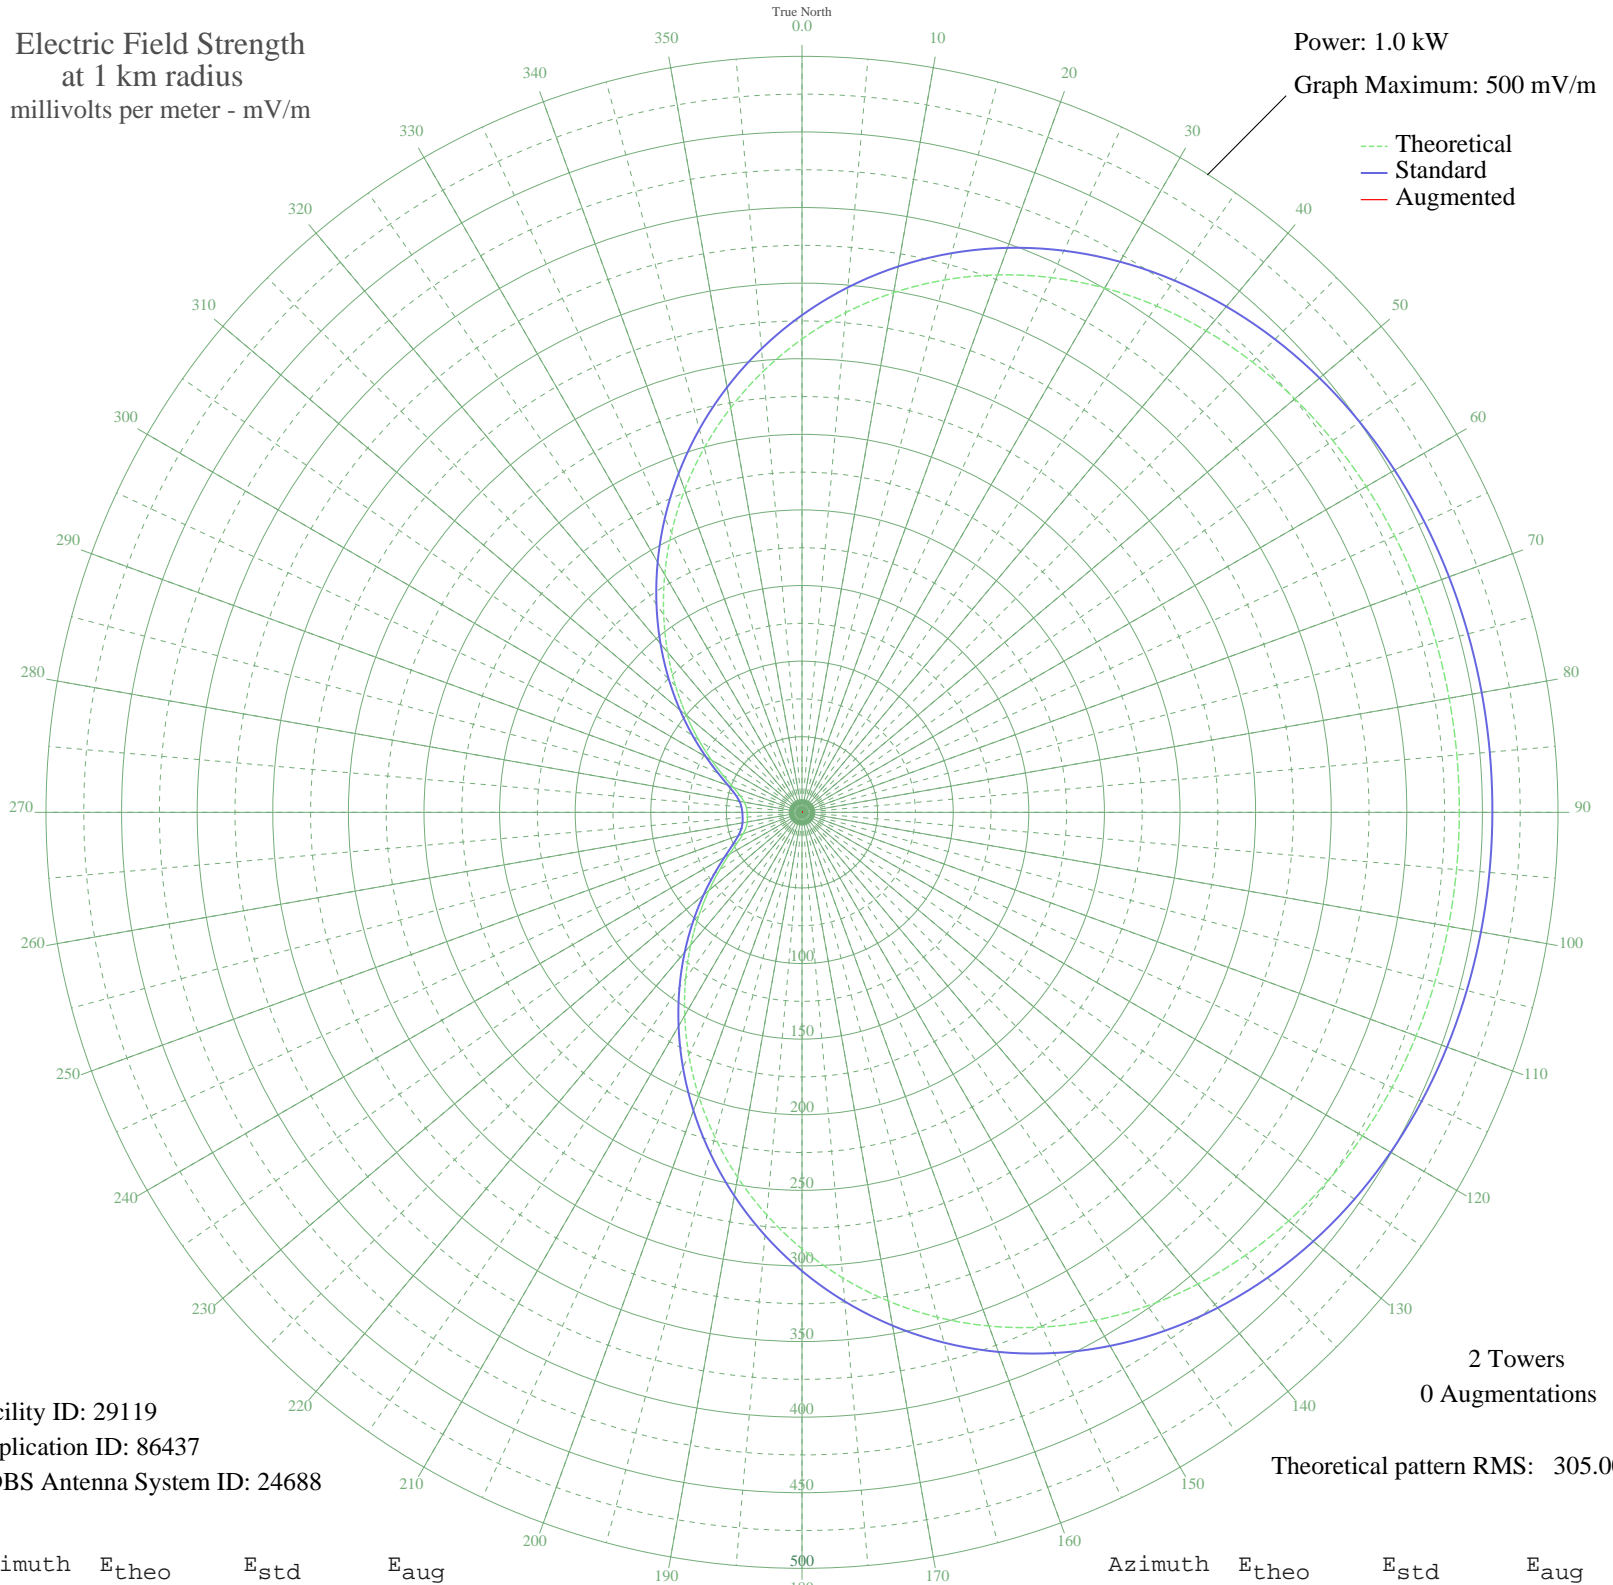 True North
0.0
Electric Field Strength
at 1 km radius
millivolts per meter - mV/m
Power: 1.0 kW
Graph Maximum: 500 mV/m
Theoretical
Standard
Augmented
10
20
30
40
50
60
70
80
90
100
110
120
130
140
150
160
170
190
200
210
220
230
240
250
260
270
280
290
300
310
320
330
340
350
100
150
200
250
300
350
400
450
500
2 Towers
0 Augmentations
Theoretical pattern RMS: 305.00
cility ID: 29119
plication ID: 86437
DBS Antenna System ID: 24688
imuth Etheo Estd Eaug
Azimuth Etheo Estd Eaug